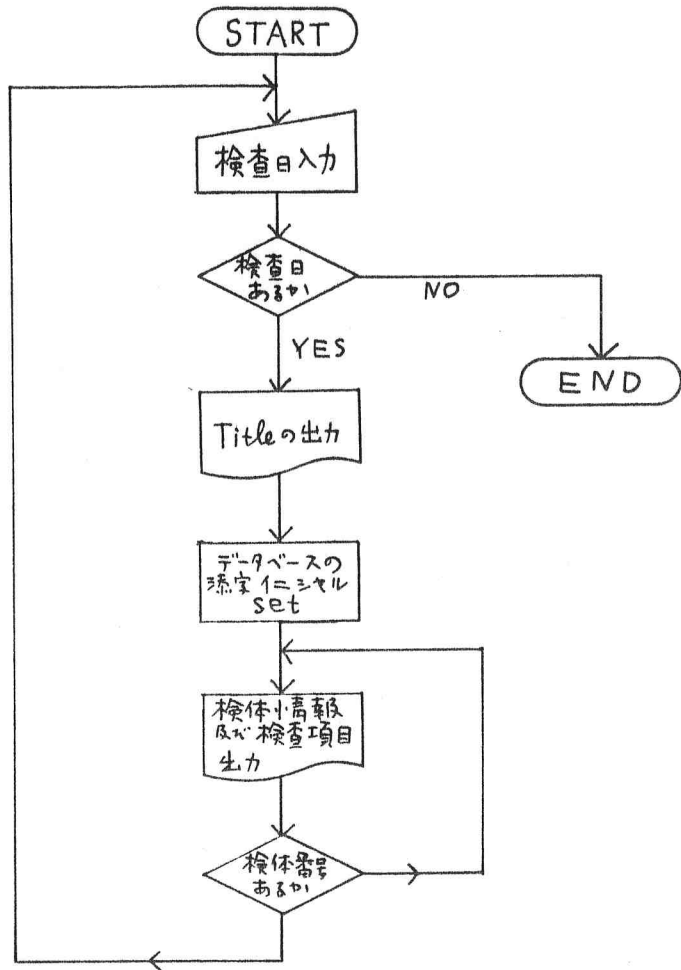 START
検査日入力
検査日
あるか
NO
YES
END
Titleの出力
データベースの
添字イニシャル
set
検体情報
及び検査項目
出力
検体番号
あるか